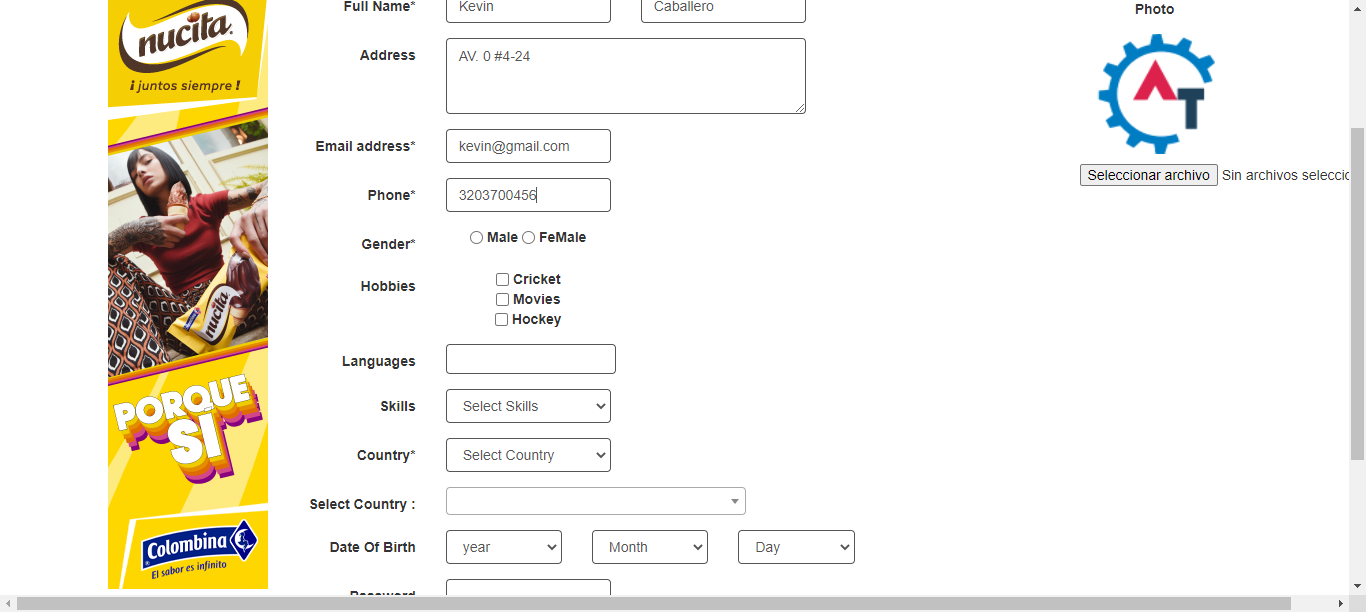 nucita
¡ juntos siempre !
nucita
PORQUE
SÍ
Colombina
El sabor es infinito
Full Name* Kevin Caballero
Address AV. 0 #4-24
Email address* kevin@gmail.com
Phone* 3203700456
Gender* Male FeMale
Hobbies Cricket
Movies
Hockey
Languages
Skills Select Skills
Country* Select Country
Select Country :
Date Of Birth year Month Day
Password
Photo
AT
Seleccionar archivo Sin archivos selecci